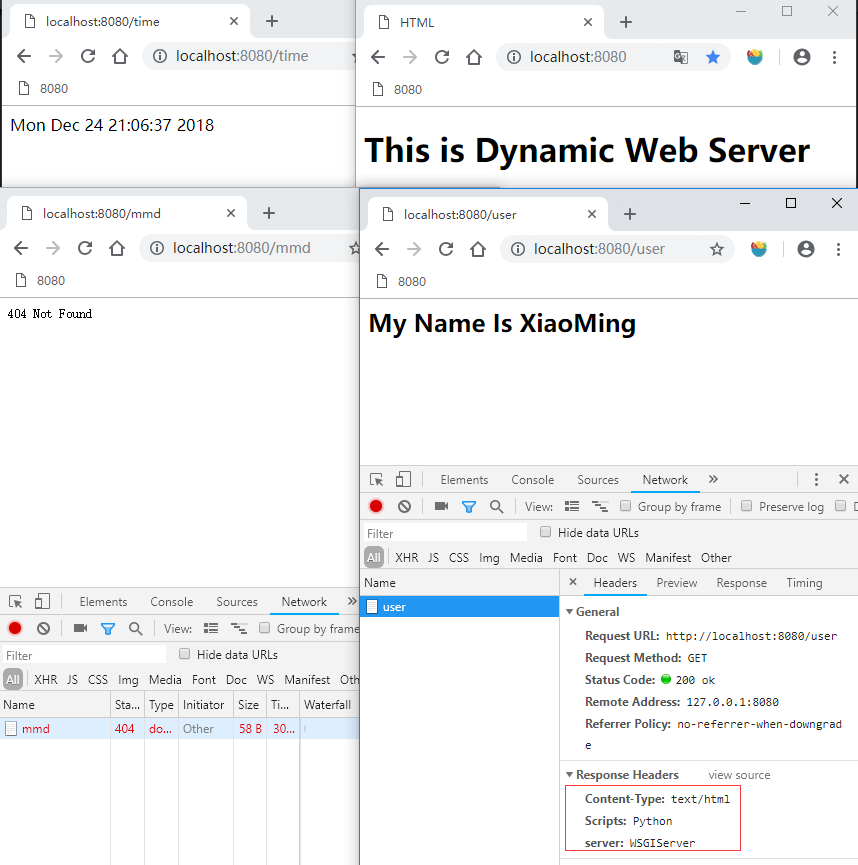 localhost:8080/time
localhost:8080/time
8080
Mon Dec 24 21:06:37 2018
HTML
localhost:8080
8080
This is Dynamic Web Server
localhost:8080/mmd
localhost:8080/mmd
8080
404 Not Found
Elements Console Sources Network »
View: Group by frame
Filter Hide data URLs
All XHR JS CSS Img Media Font Doc WS Manifest Oth
Name Sta... Type Initiator Size Ti... Waterfall
mmd 404 do... Other 58 B 30...
localhost:8080/user
localhost:8080/user
8080
My Name Is XiaoMing
Elements Console Sources Network »
View: Group by frame Preserve log
Filter Hide data URLs
All XHR JS CSS Img Media Font Doc WS Manifest Other
Name
user
Headers Preview Response Timing
General
Request URL: http://localhost:8080/user
Request Method: GET
Status Code: 200 ok
Remote Address: 127.0.0.1:8080
Referrer Policy: no-referrer-when-downgrad
e
Response Headers view source
Content-Type: text/html
Scripts: Python
server: WSGIServer